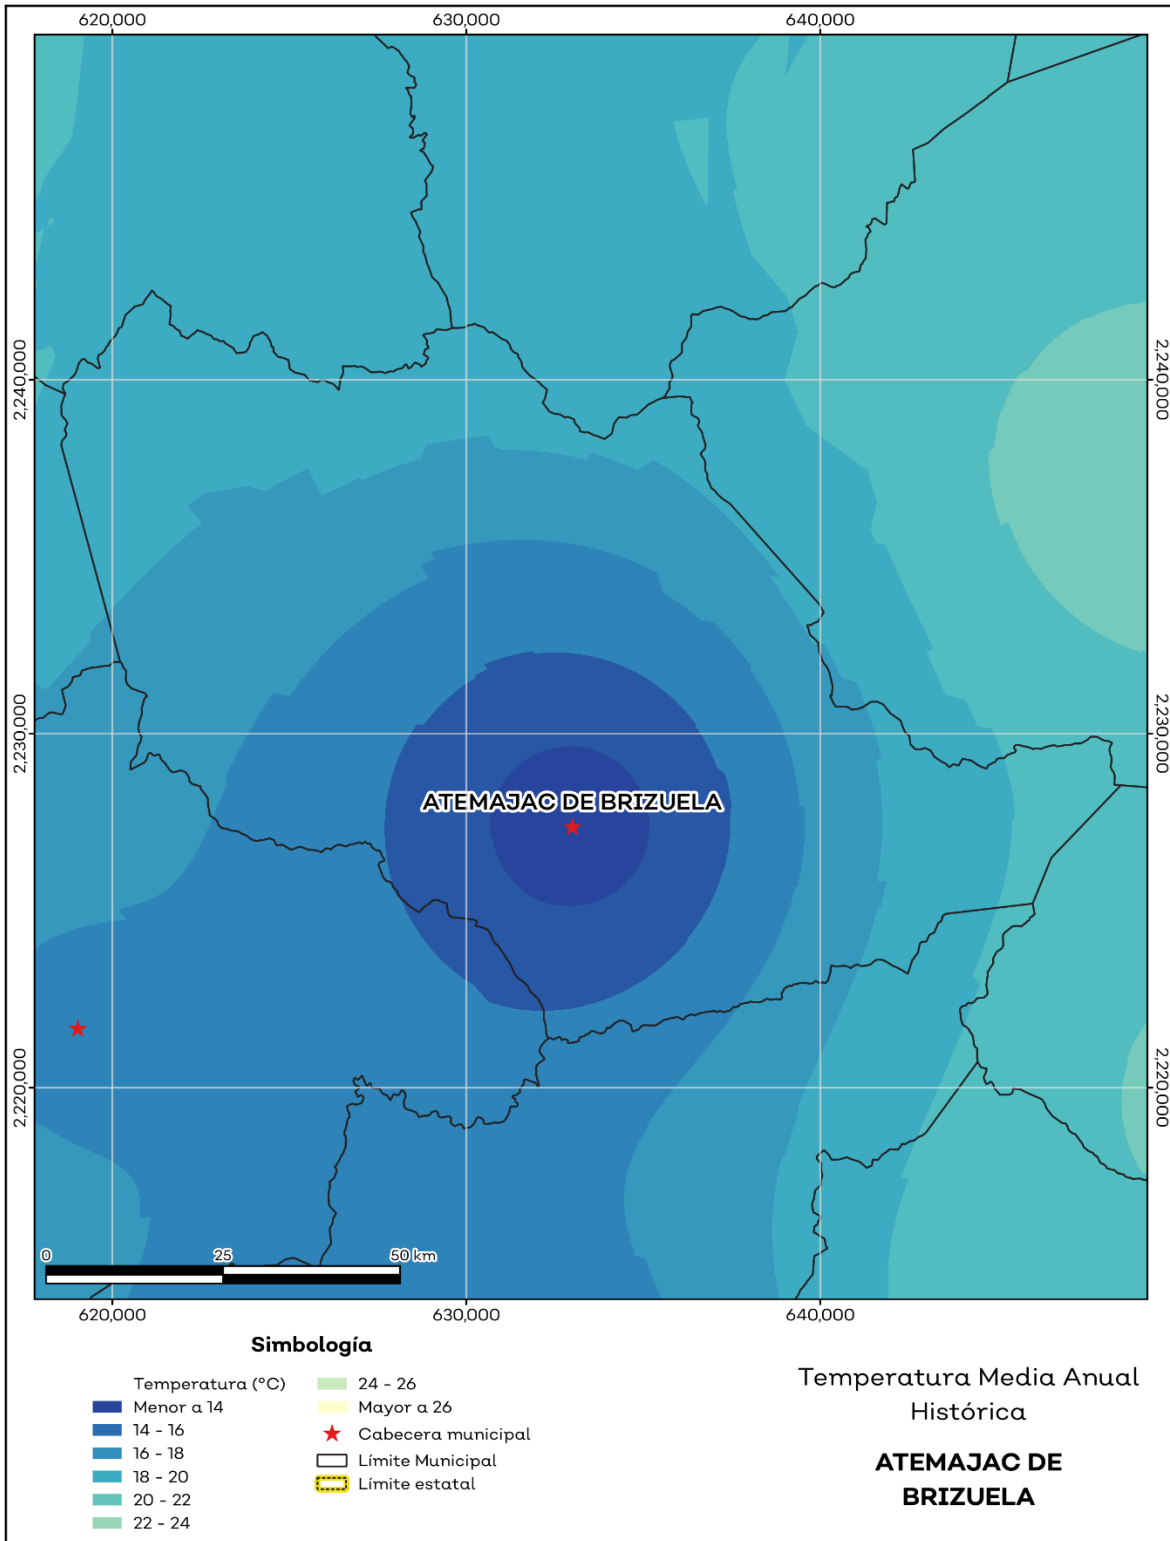 620,000
630,000
640,000
2,240,000
2,240,000
2,230,000
2,230,000
ATEMAJAC DE BRIZUELA
2,220,000
2,220,000
0
25
50 km
620,000
630,000
640,000
Simbología
Temperatura (°C)
Menor a 14
14 - 16
16 - 18
18 - 20
20 - 22
22 - 24
24 - 26
Mayor a 26
Cabecera municipal
Límite Municipal
Límite estatal
Temperatura Media Anual
Histórica
ATEMAJAC DE
BRIZUELA